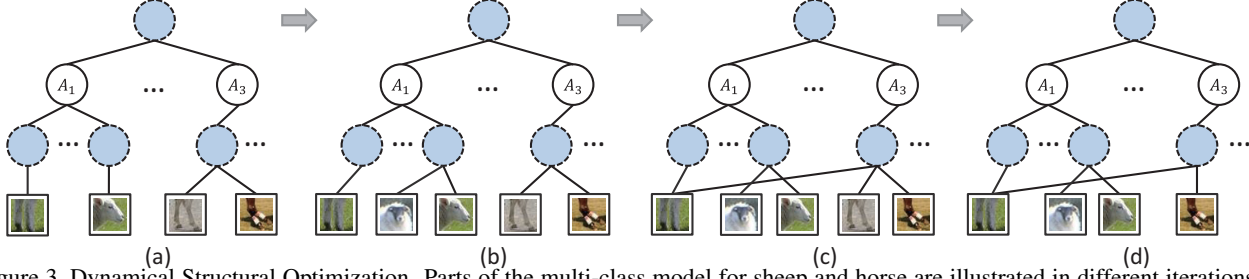 A1 ... A3 A1 ... A3 A1 ... A3 A1 ... A3
... ... ... ... ... ... ... ...
(a) (b) (c) (d)
igure 3. Dynamical Structural Optimization. Parts of the multi-class model for sheep and horse are illustrated in different iterations